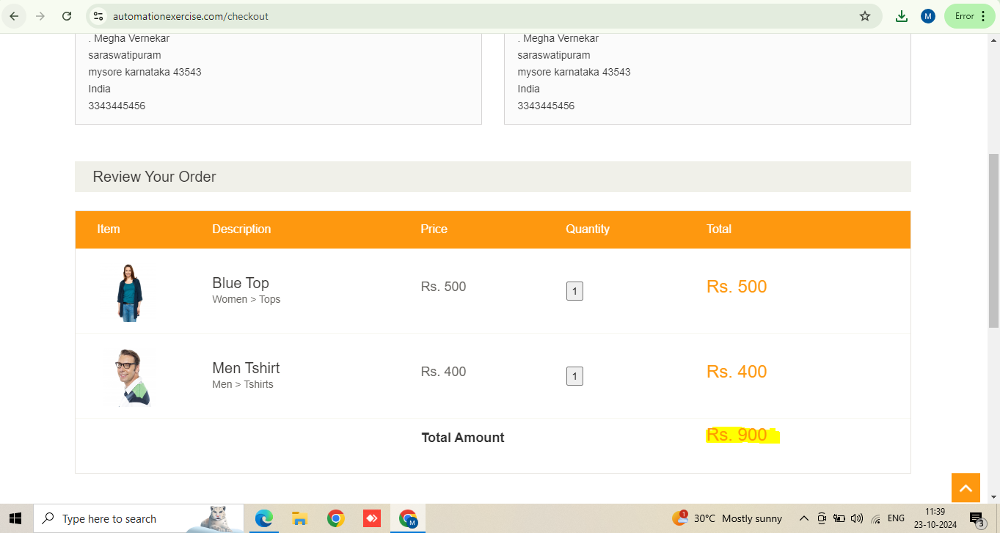 automationexercise.com/checkout
M
Error
. Megha Vernekar
saraswatipuram
mysore karnataka 43543
India
3343445456
. Megha Vernekar
saraswatipuram
mysore karnataka 43543
India
3343445456
Review Your Order
Item Description Price Quantity Total
Blue Top
Women > Tops
Rs. 500
1
Rs. 500
Men Tshirt
Men > Tshirts
Rs. 400
1
Rs. 400
Total Amount Rs. 900
Type here to search
M
1
30°C Mostly sunny
ENG
11:39
23-10-2024
3